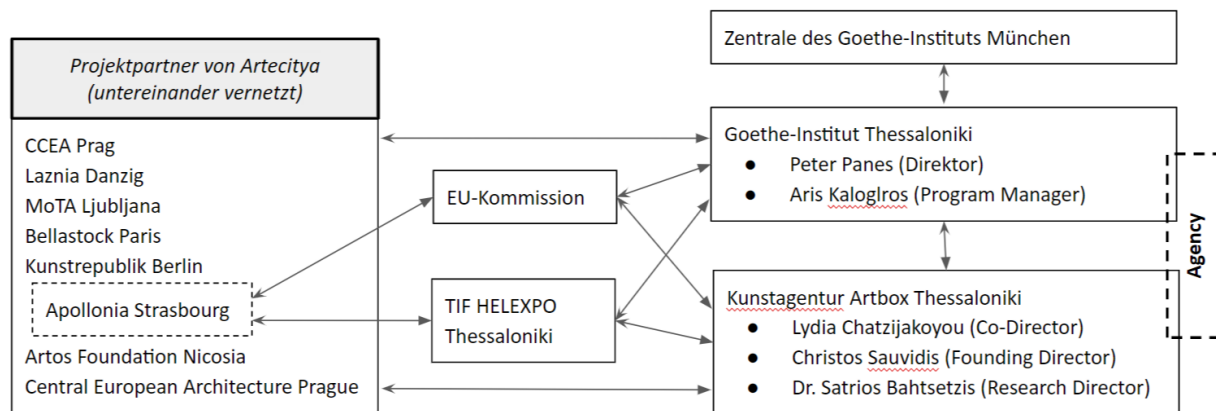 Projektpartner von Artecitya
(untereinander vernetzt)
CCEA Prag
Laznia Danzig
MoTA Ljubljana
Bellastock Paris
Kunstrepublik Berlin
Apollonia Strasbourg
Artos Foundation Nicosia
Central European Architecture Prague
EU-Kommission
TIF HELEXPO
Thessaloniki
Zentrale des Goethe-Instituts München
Goethe-Institut Thessaloniki
● Peter Panes (Direktor)
● Aris Kaloglros (Program Manager)
Kunstagentur Artbox Thessaloniki
● Lydia Chatzijakoyou (Co-Director)
● Christos Sauvidis (Founding Director)
● Dr. Satrios Bahtsetzis (Research Director)
Agency